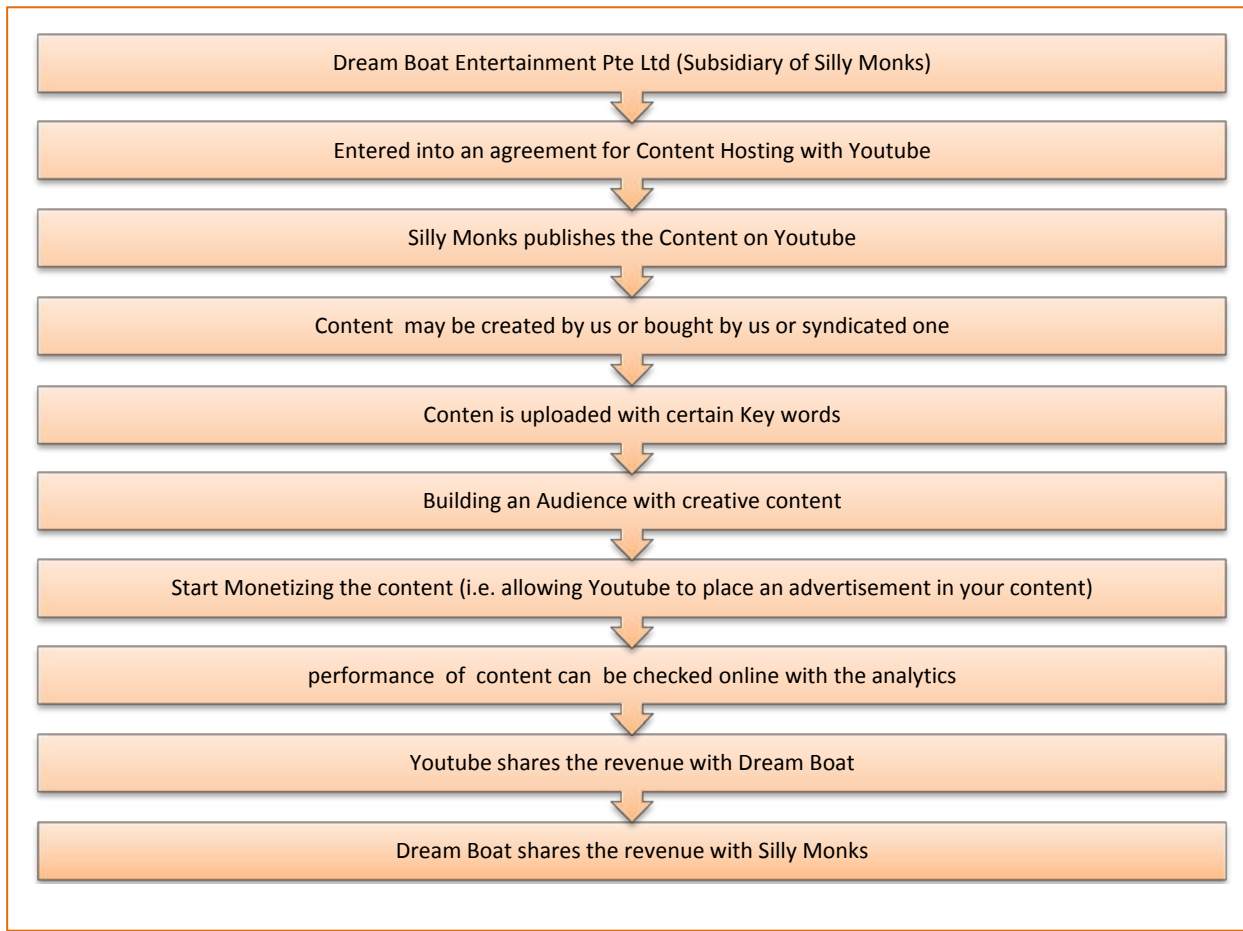 Dream Boat Entertainment Pte Ltd (Subsidiary of Silly Monks)
Entered into an agreement for Content Hosting with Youtube
Silly Monks publishes the Content on Youtube
Content may be created by us or bought by us or syndicated one
Conten is uploaded with certain Key words
Building an Audience with creative content
Start Monetizing the content (i.e. allowing Youtube to place an advertisement in your content)
performance of content can be checked online with the analytics
Youtube shares the revenue with Dream Boat
Dream Boat shares the revenue with Silly Monks